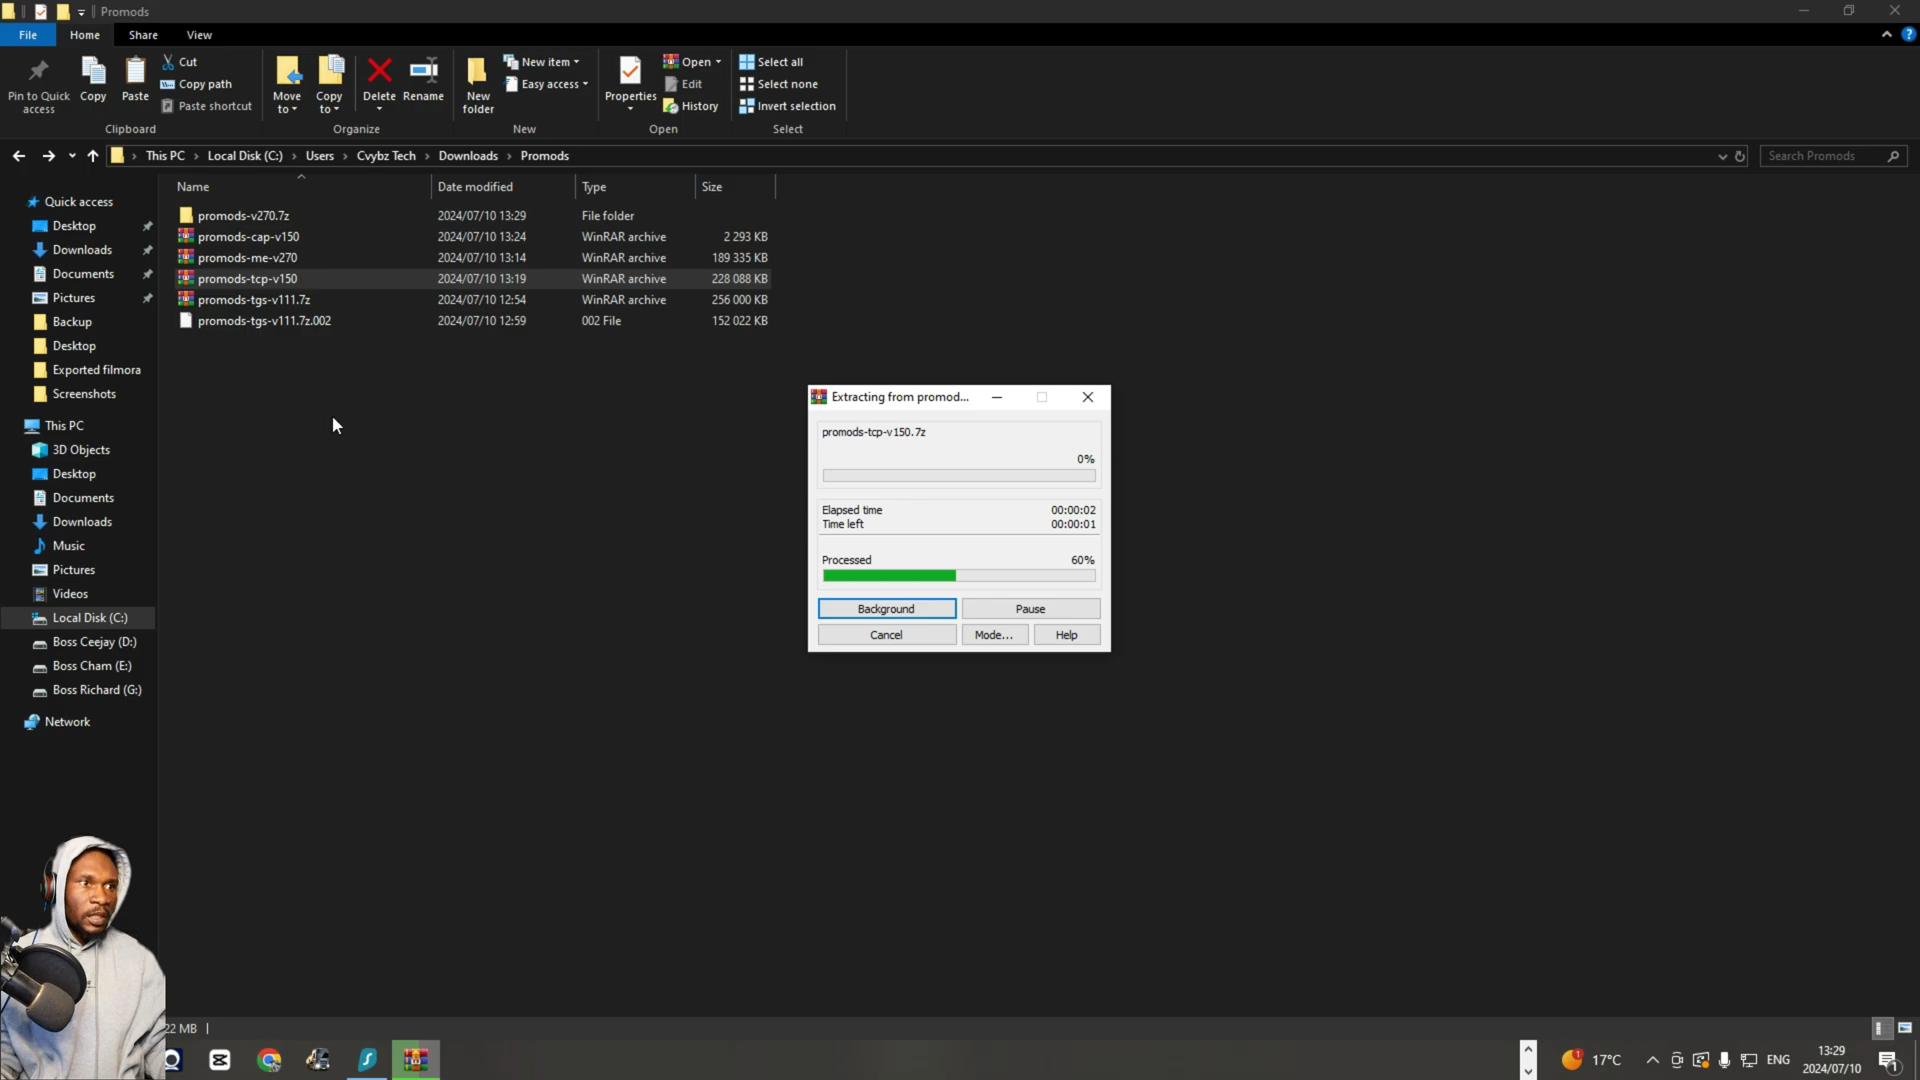 Promods
File Home Share View
Pin to Quick access
Copy
Paste
Cut
Copy path
Paste shortcut
Clipboard
Move to
Copy to
Delete
Rename
Organize
New folder
New item
Easy access
New
Properties
Open
Edit
History
Open
Select all
Select none
Invert selection
Select
This PC Local Disk (C:) Users Cvybz Tech Downloads Promods
Search Promods
Name Date modified Type Size
promods-v270.7z 2024/07/10 13:29 File folder
promods-cap-v150 2024/07/10 13:24 WinRAR archive 2 293 KB
promods-me-v270 2024/07/10 13:14 WinRAR archive 189 335 KB
promods-tcp-v150 2024/07/10 13:19 WinRAR archive 228 088 KB
promods-tgs-v111.7z 2024/07/10 12:54 WinRAR archive 256 000 KB
promods-tgs-v111.7z.002 2024/07/10 12:59 002 File 152 022 KB
Quick access
Desktop
Downloads
Documents
Pictures
Backup
Desktop
Exported filmora
Screenshots
This PC
3D Objects
Desktop
Documents
Downloads
Music
Pictures
Videos
Local Disk (C:)
Boss Ceejay (D:)
Boss Cham (E:)
Boss Richard (G:)
Network
Extracting from promod...
promods-tcp-v150.7z
0%
Elapsed time 00:00:02
Time left 00:00:01
Processed 60%
Background Pause
Cancel Mode... Help
22 MB
1
17°C
ENG
13:29
2024/07/10
1